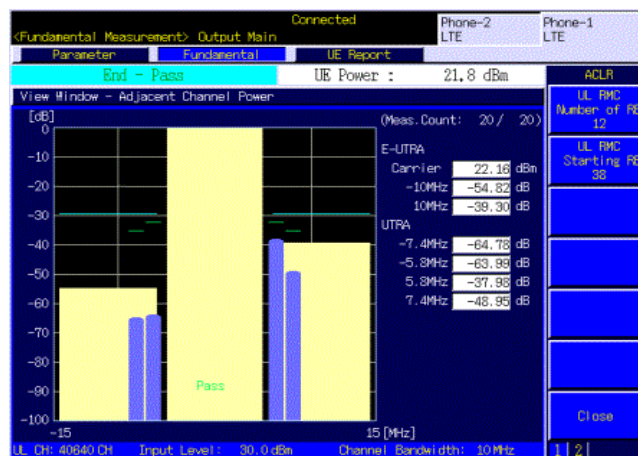 Connected
Phone-2 LTE
Phone-1 LTE
<Fundamental Measurement> Output Main
Parameter Fundamental UE Report
End - Pass UE Power : 21.8 dBm
ACLR
View Window - Adjacent Channel Power
UL RMC
Number of RB
12
UL RMC
Starting RB
38
Close
1 2
[dB]
0
-10
-20
-30
-40
-50
-60
-70
-80
-90
-100
-15 15 [MHz]
Pass
(Meas.Count: 20/ 20)
E-UTRA
Carrier 22.16 dBm
-10MHz -54.82 dB
10MHz -39.30 dB
UTRA
-7.4MHz -64.78 dB
-5.8MHz -63.99 dB
5.8MHz -37.98 dB
7.4MHz -48.95 dB
UL CH: 40640 CH Input Level: 30.0 dBm Channel Bandwidth: 10 MHz